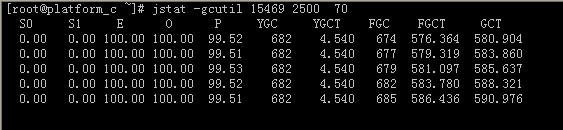 [root@platform_c ~]# jstat -gcutil 15469 2500  70
S0 S1 E O P YGC YGCT FGC FGCT GCT
0.00 0.00 100.00 100.00 99.52 682 4.540 674 576.364 580.904
0.00 0.00 100.00 100.00 99.51 682 4.540 677 579.319 583.860
0.00 0.00 100.00 100.00 99.53 682 4.540 679 581.097 585.637
0.00 0.00 100.00 100.00 99.52 682 4.540 682 583.780 588.321
0.00 0.00 100.00 100.00 99.51 682 4.540 685 586.436 590.976